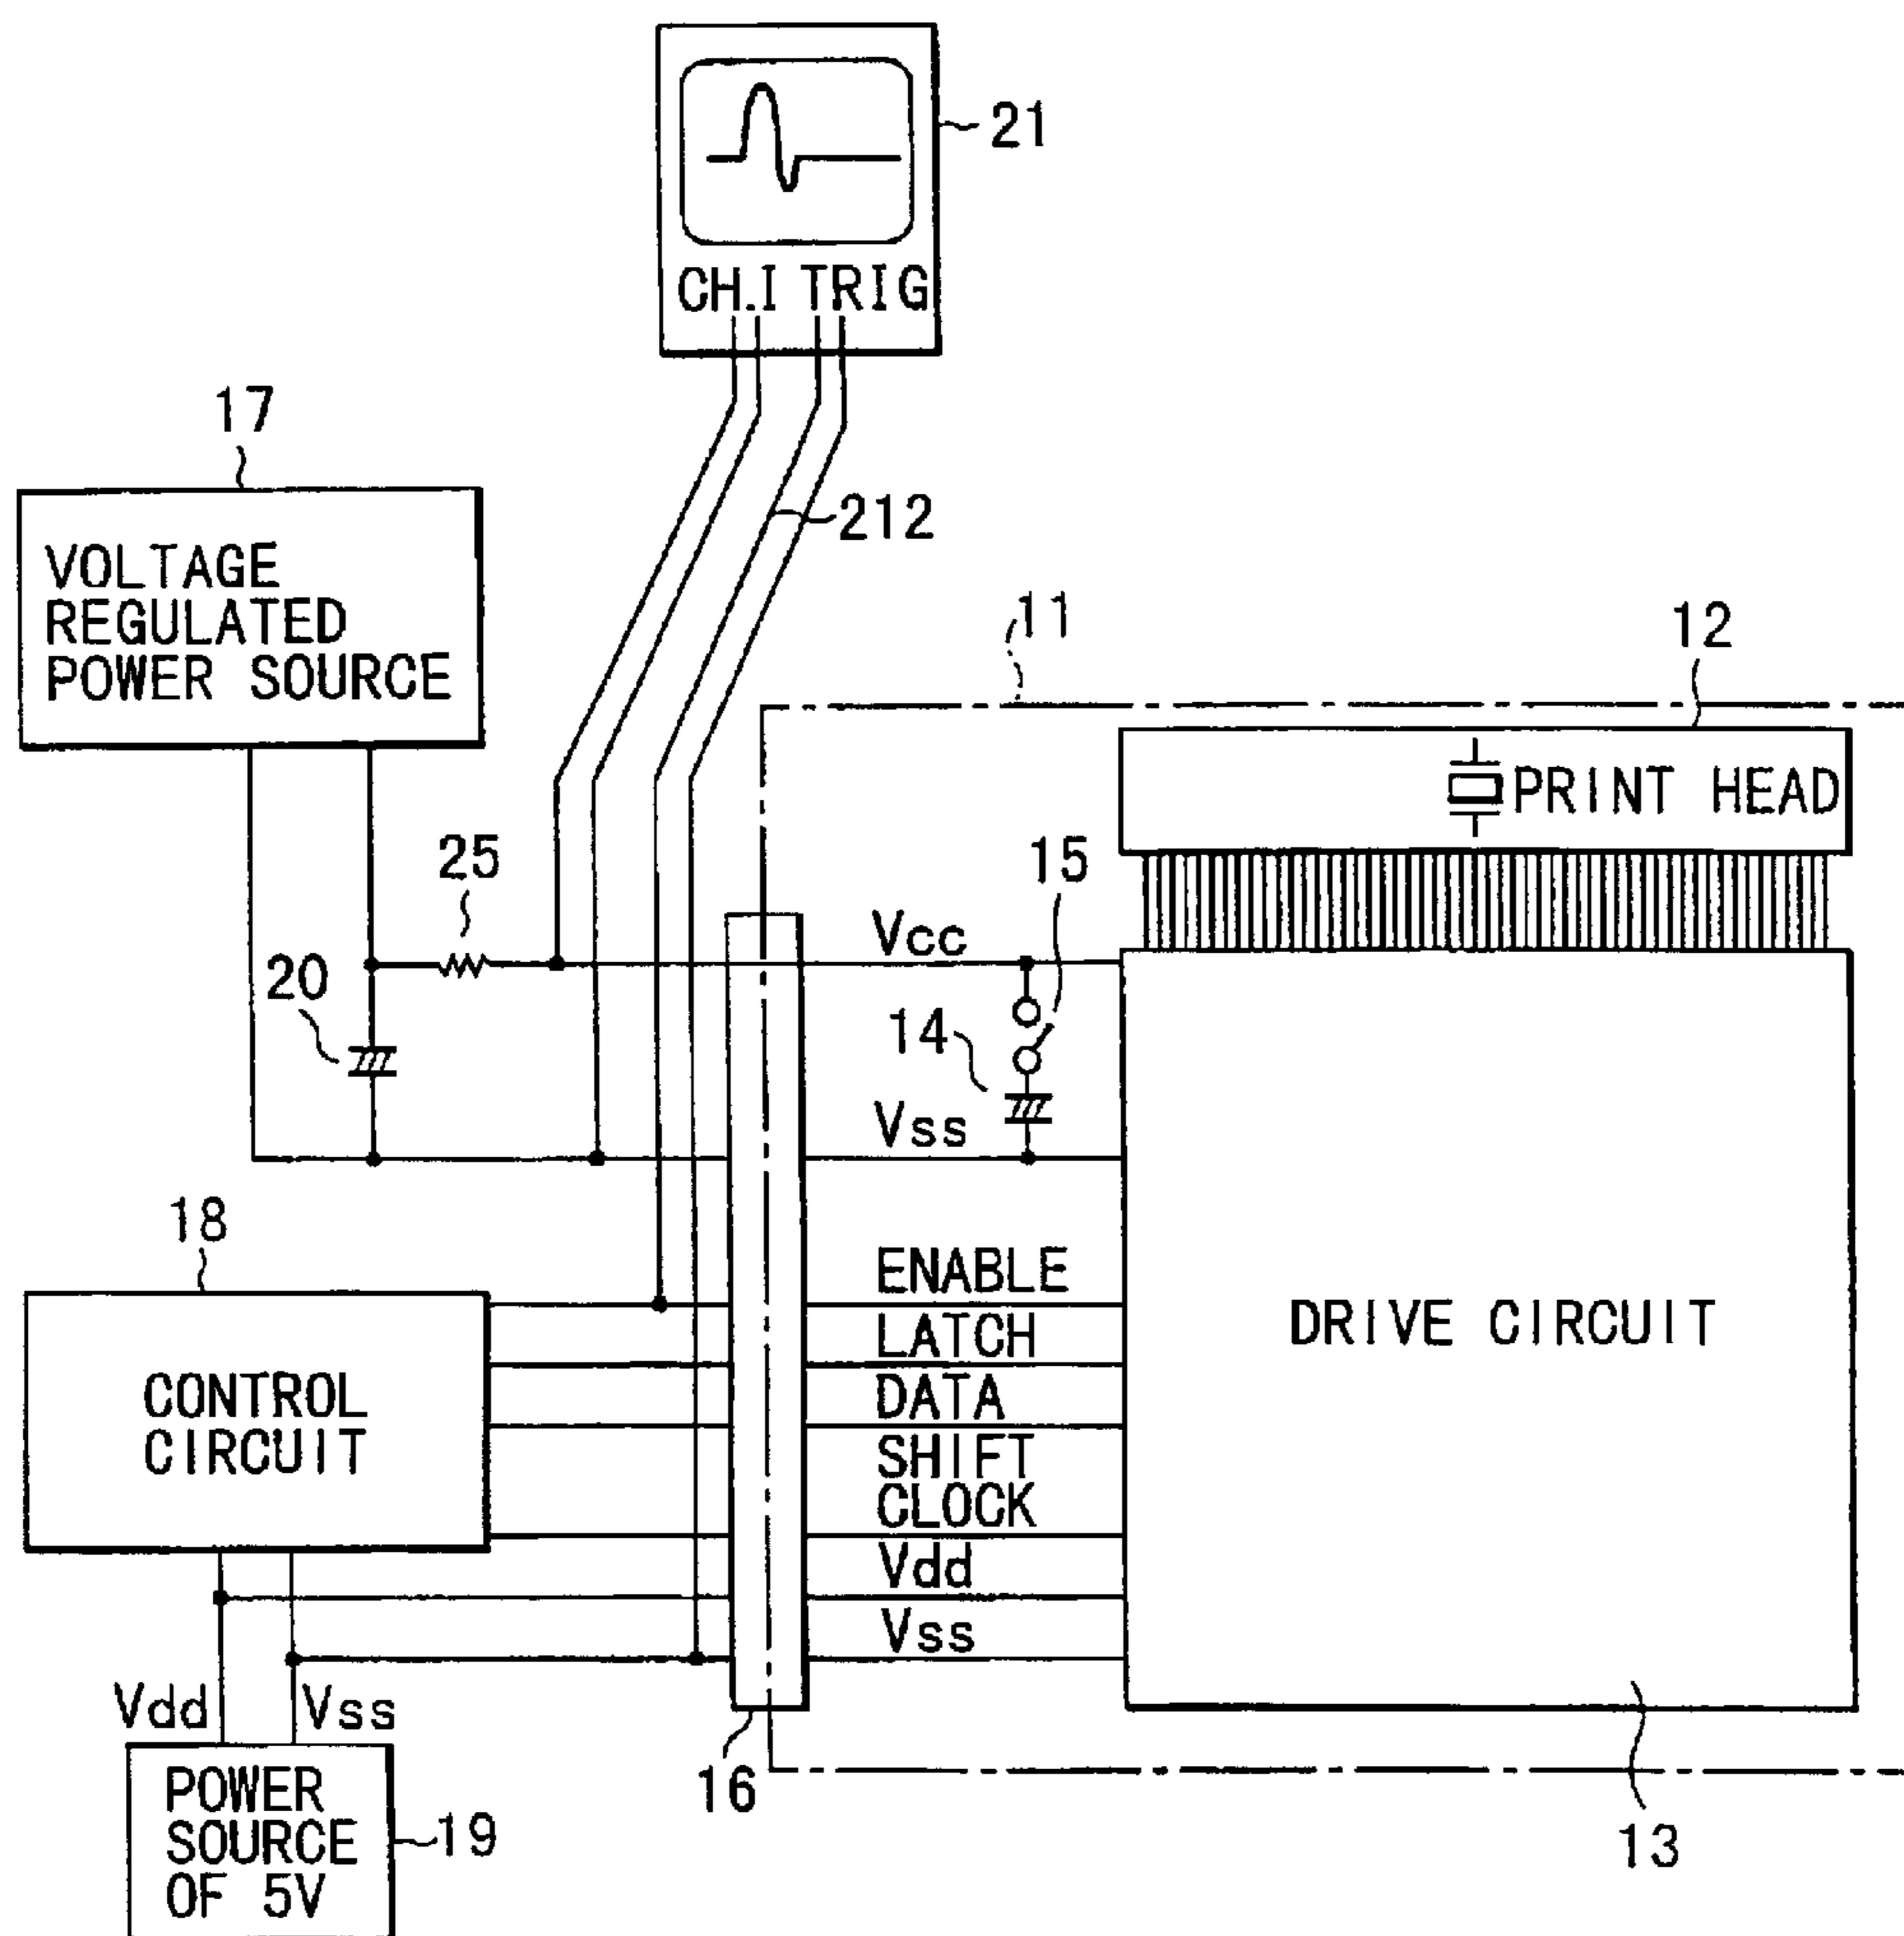 21
CH.I TRIG
17
212
VOLTAGE
REGULATED
POWER SOURCE
11
12
PRINT HEAD
25
15
Vcc
20
14
Vss
18
ENABLE
LATCH
DATA
SHIFT
CLOCK
Vdd
Vss
DRIVE CIRCUIT
CONTROL
CIRCUIT
Vdd
Vss
16
13
POWER
SOURCE
OF 5V
19